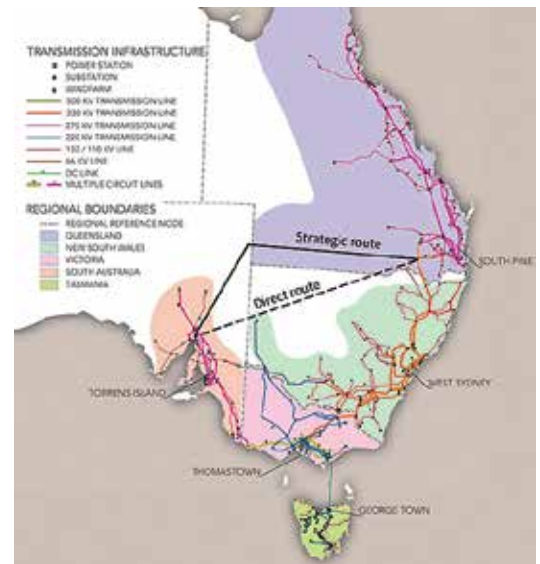 TRANSMISSION INFRASTRUCTURE
POWER STATION
SUBSTATION
WINDFARM
500 KV TRANSMISSION LINE
330 KV TRANSMISSION LINE
275 KV TRANSMISSION LINE
220 KV TRANSMISSION LINE
132 / 110 KV LINE
66 KV LINE
DC LINK
MULTIPLE CIRCUIT LINES
REGIONAL BOUNDARIES
REGIONAL REFERENCE NODE
QUEENSLAND
NEW SOUTH WALES
VICTORIA
SOUTH AUSTRALIA
TASMANIA
Strategic route
SOUTH PINE
Direct route
WEST SYDNEY
TORRENS ISLAND
THOMASTOWN
GEORGE TOWN